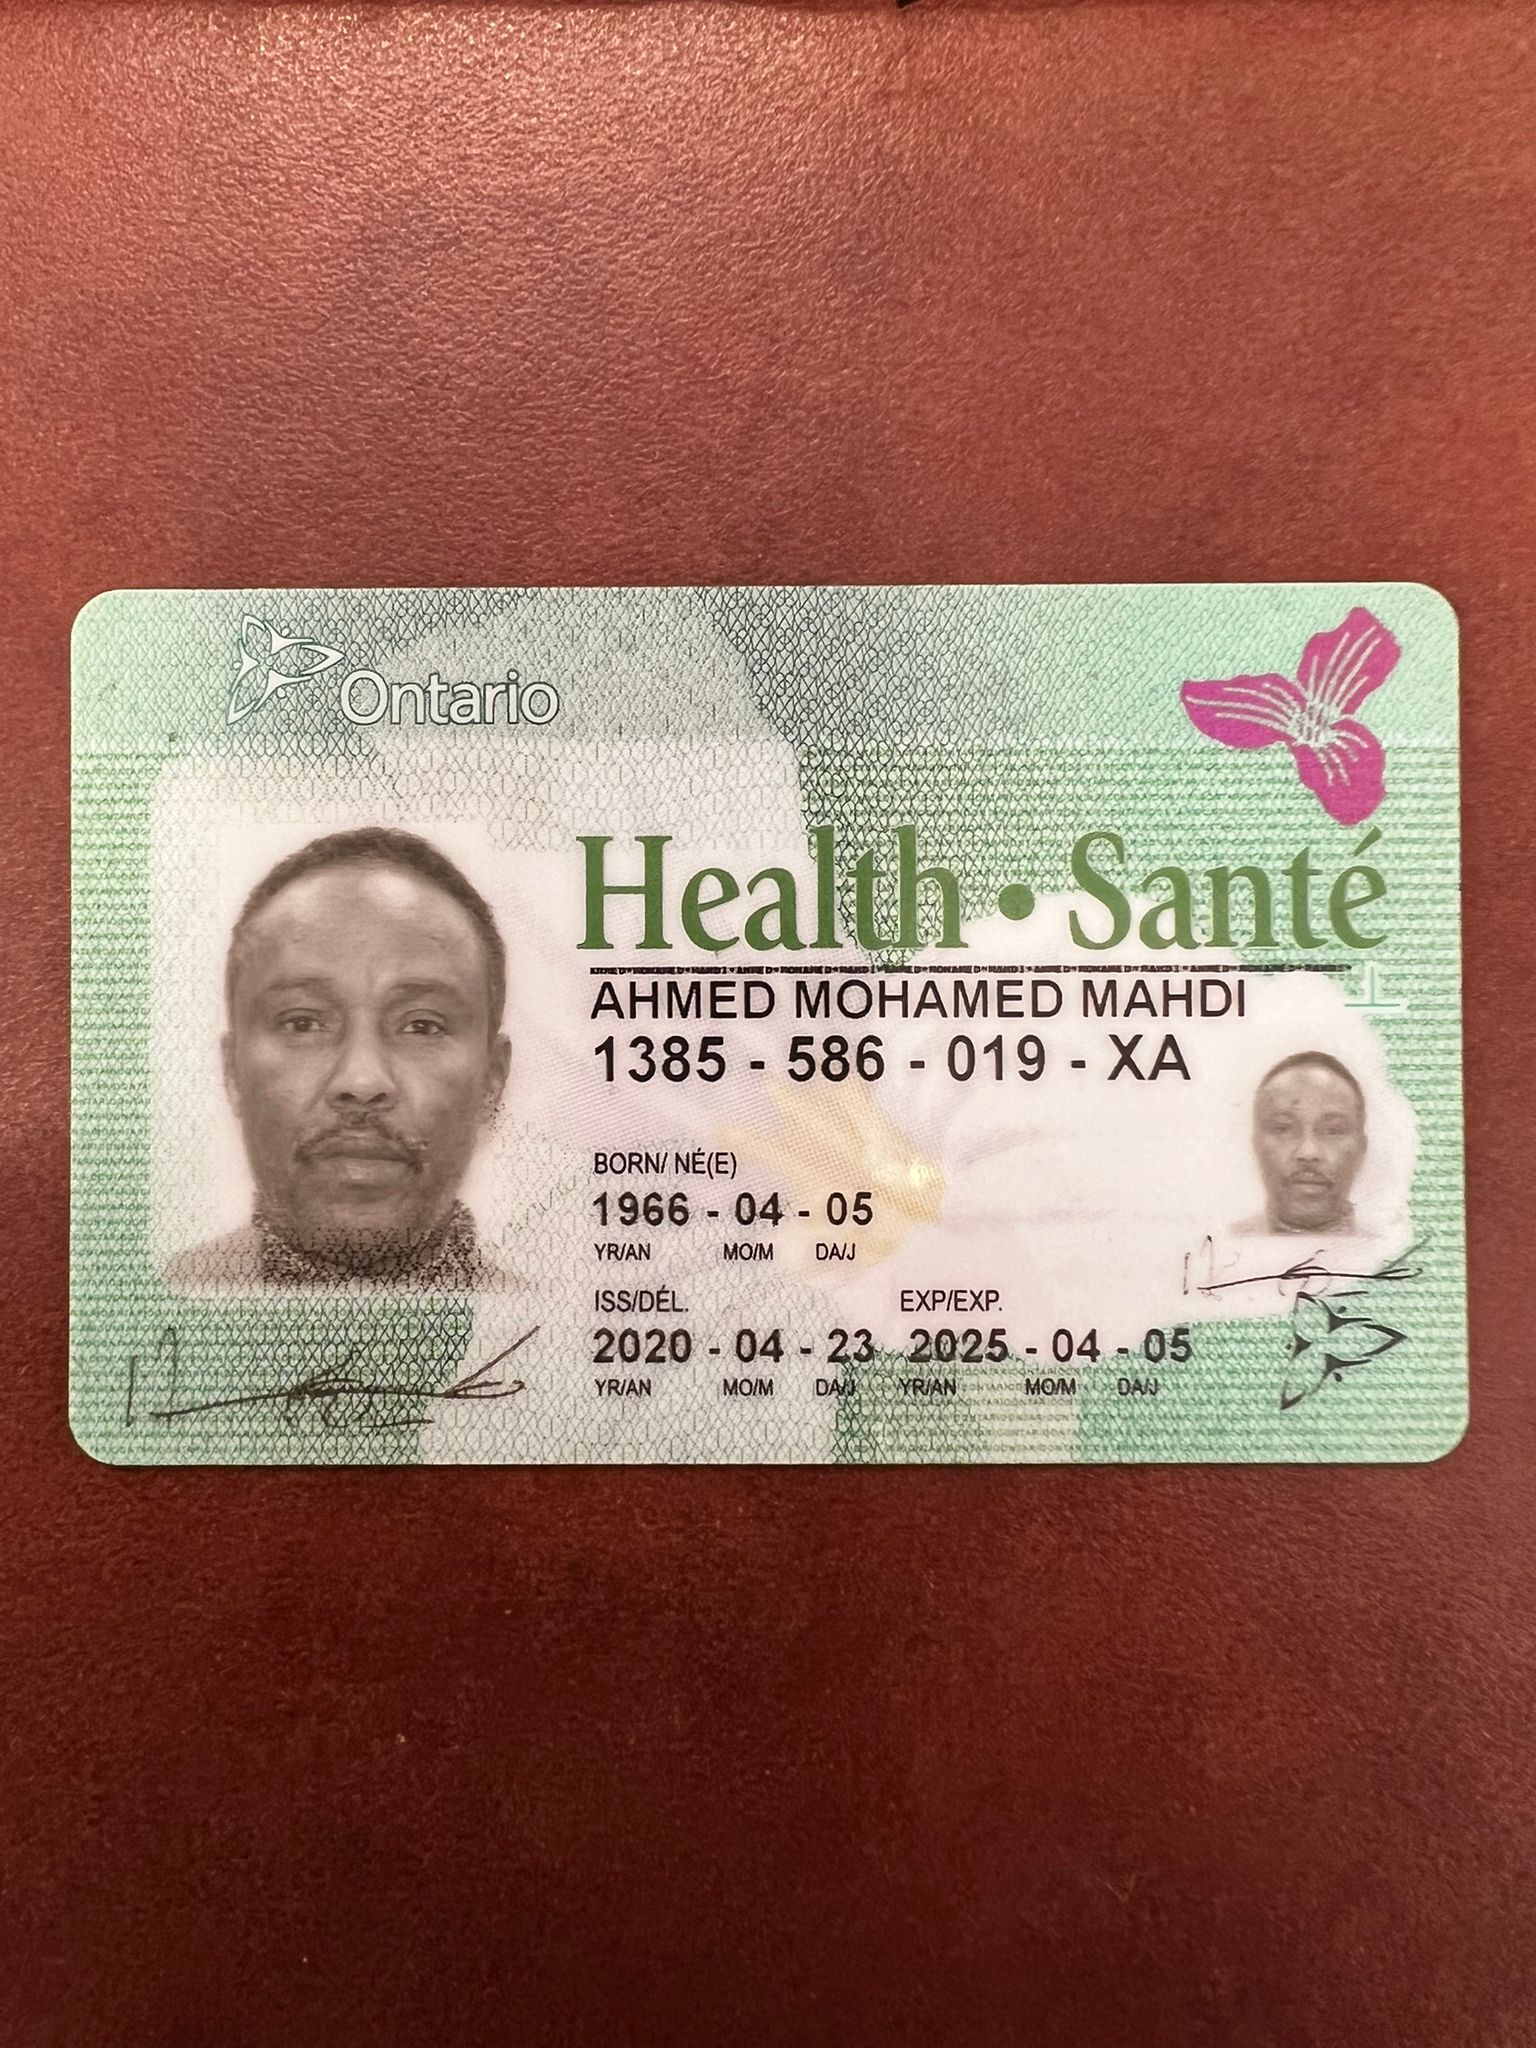 Ontario
Health • Santé
AHMED MOHAMED MAHDI
1385 - 586 - 019 - XA
BORN/ NÉ(E)
1966 - 04 - 05
YR/AN MO/M DA/J
ISS/DÉL. EXP/EXP.
2020 - 04 - 23 2025 - 04 - 05
YR/AN MO/M DA/J YR/AN MO/M DA/J